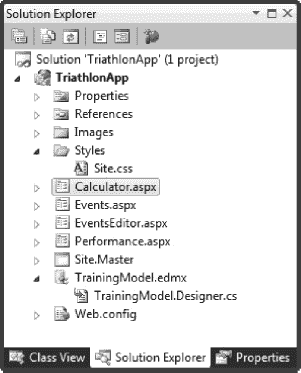 Solution Explorer
Solution 'TriathlonApp' (1 project)
TriathlonApp
Properties
References
Images
Styles
Site.css
Calculator.aspx
Events.aspx
EventsEditor.aspx
Performance.aspx
Site.Master
TrainingModel.edmx
TrainingModel.Designer.cs
Web.config
Class View Solution Explorer Properties